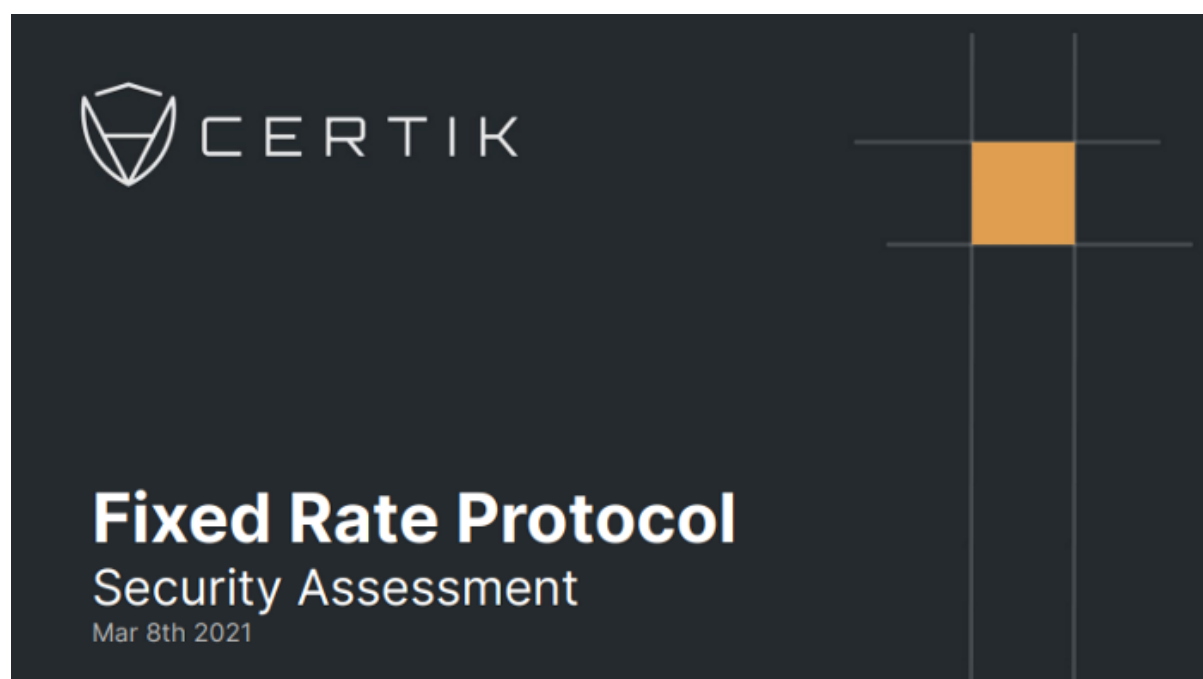 CERTIK
Fixed Rate Protocol
Security Assessment
Mar 8th 2021